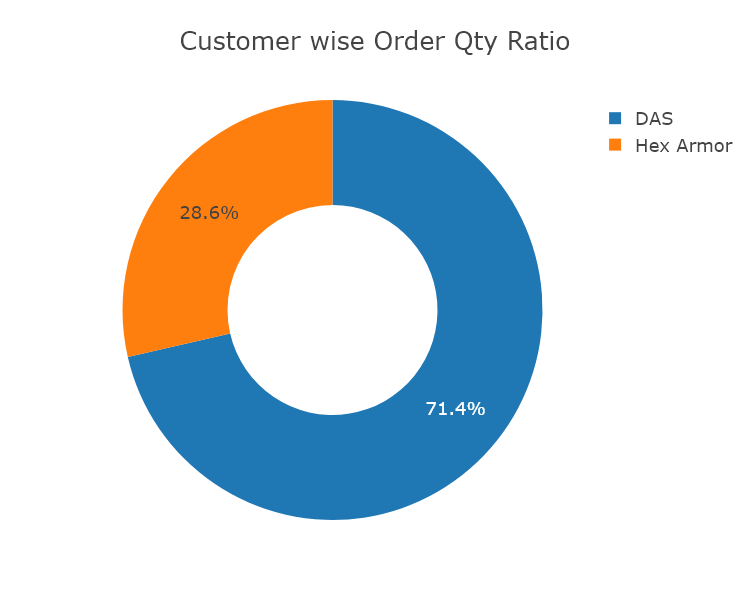 Customer wise Order Qty Ratio
DAS
Hex Armor
28.6%
71.4%